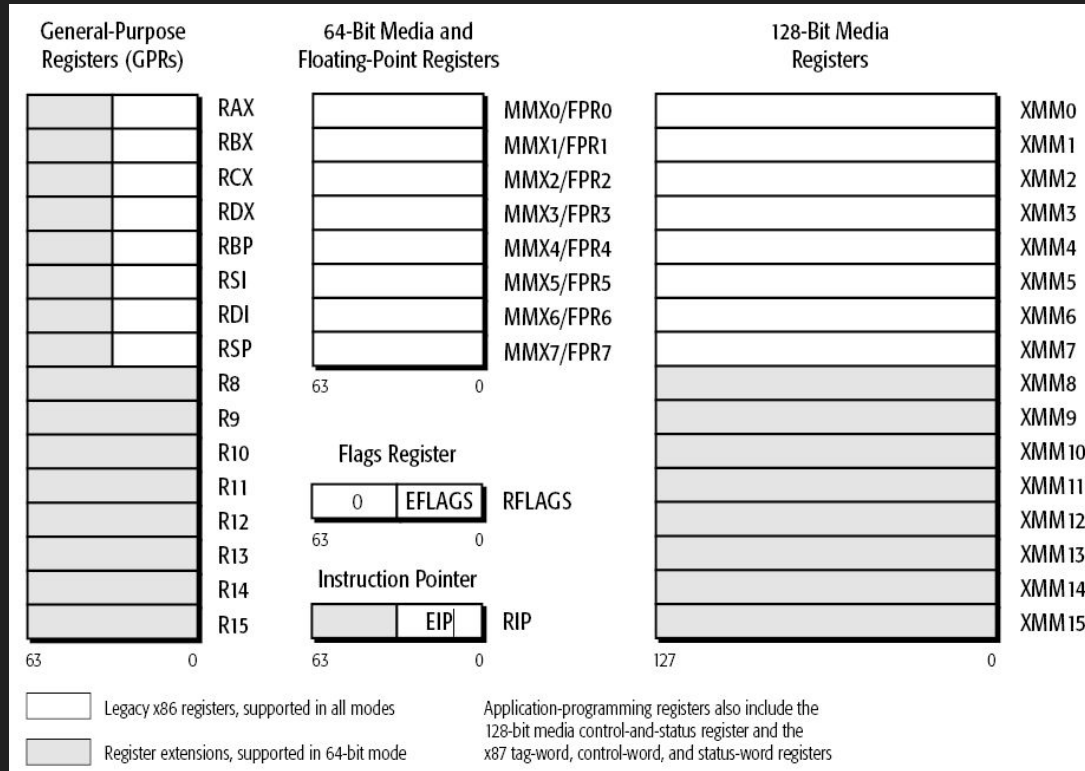 General-Purpose
Registers (GPRs)
RAX
RBX
RCX
RDX
RBP
RSI
RDI
RSP
R8
R9
R10
R11
R12
R13
R14
R15
63 0
64-Bit Media and
Floating-Point Registers
MMX0/FPR0
MMX1/FPR1
MMX2/FPR2
MMX3/FPR3
MMX4/FPR4
MMX5/FPR5
MMX6/FPR6
MMX7/FPR7
63 0
Flags Register
0 EFLAGS RFLAGS
63 0
Instruction Pointer
EIP RIP
63 0
128-Bit Media
Registers
XMM0
XMM1
XMM2
XMM3
XMM4
XMM5
XMM6
XMM7
XMM8
XMM9
XMM10
XMM11
XMM12
XMM13
XMM14
XMM15
127 0
Legacy x86 registers, supported in all modes
Register extensions, supported in 64-bit mode
Application-programming registers also include the
128-bit media control-and-status register and the
x87 tag-word, control-word, and status-word registers